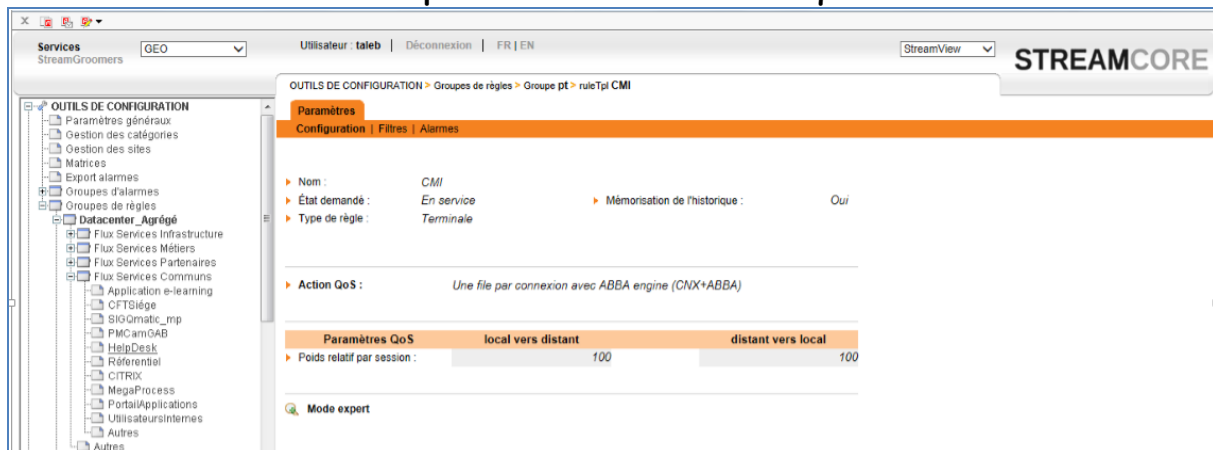 Services
GEO
Utilisateur : taleb | Déconnexion | FR | EN
StreamView
STREAMCORE
StreamGroomers
OUTILS DE CONFIGURATION > Groupes de règles > Groupe pt > ruleTpl CMI
OUTILS DE CONFIGURATION
Paramètres généraux
Gestion des catégories
Gestion des sites
Matrices
Export alarmes
Groupes d'alarmes
Groupes de règles
Datacenter_Agrégé
Flux Services Infrastructure
Flux Services Métiers
Flux Services Partenaires
Flux Services Communs
Application e-learning
CFTSiége
SIGQmatic_mp
PMCamGAB
HelpDesk
Réferentiel
CITRIX
MegaProcess
PortailApplications
UtilisateursInternes
Autres
Autres
Paramètres
Configuration | Filtres | Alarmes
Nom : CMI
État demandé : En service Mémorisation de l'historique : Oui
Type de règle : Terminale
Action QoS : Une file par connexion avec ABBA engine (CNX+ABBA)
Paramètres QoS local vers distant distant vers local
Poids relatif par session : 100 100
Mode expert